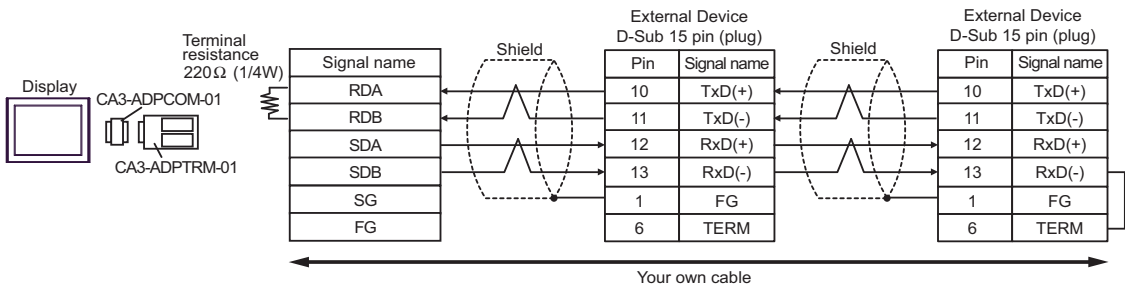 Display
CA3-ADPCOM-01
CA3-ADPTRM-01
Terminal
resistance
220Ω (1/4W)
Signal name
RDA
RDB
SDA
SDB
SG
FG
Shield
External Device
D-Sub 15 pin (plug)
Pin Signal name
10 TxD(+)
11 TxD(-)
12 RxD(+)
13 RxD(-)
1 FG
6 TERM
Shield
External Device
D-Sub 15 pin (plug)
Pin Signal name
10 TxD(+)
11 TxD(-)
12 RxD(+)
13 RxD(-)
1 FG
6 TERM
Your own cable